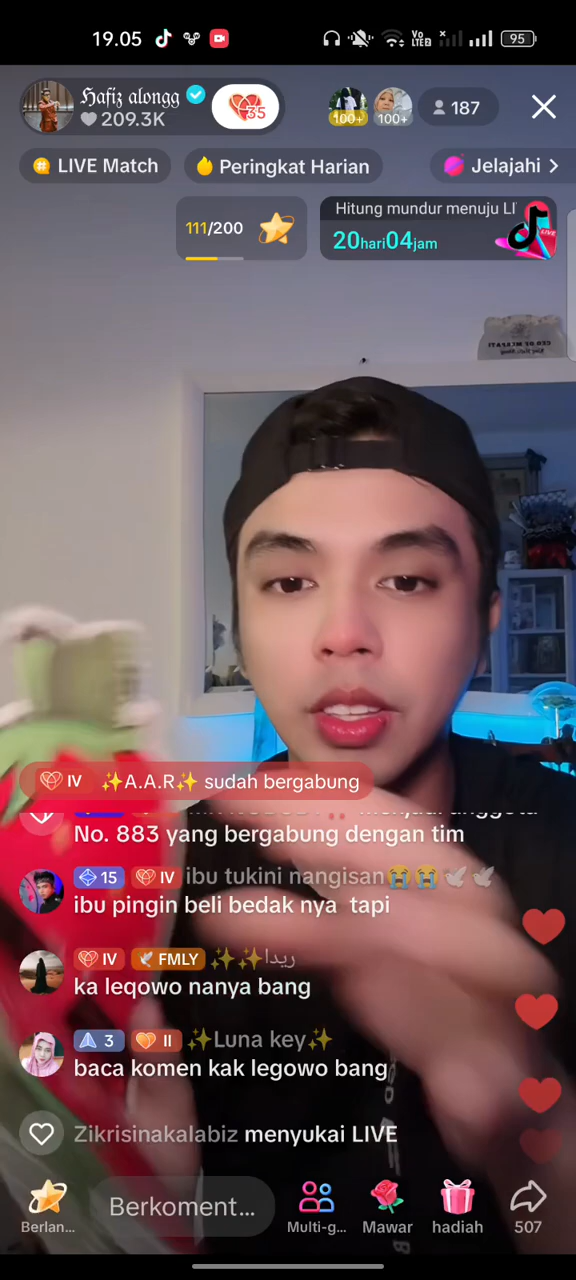 19.05
VoLTE2
95
Hafiz alongg
209.3K
35
100+
100+
187
LIVE Match
Peringkat Harian
Jelajahi
111/200
Hitung mundur menuju LI
20hari04jam
LIVE
IV ✨A.A.R✨ sudah bergabung
No. 883 yang bergabung dengan tim
15 IV ibu tukini nangisan😭😭🕊️🕊️
ibu pingin beli bedak nya tapi
IV FMLY ✨✨ريدا
ka leqowo nanya bang
3 II ✨Luna key✨
baca komen kak legowo bang
Zikrisinakalabiz menyukai LIVE
Berlan...
Berkoment...
Multi-g...
Mawar
hadiah
507